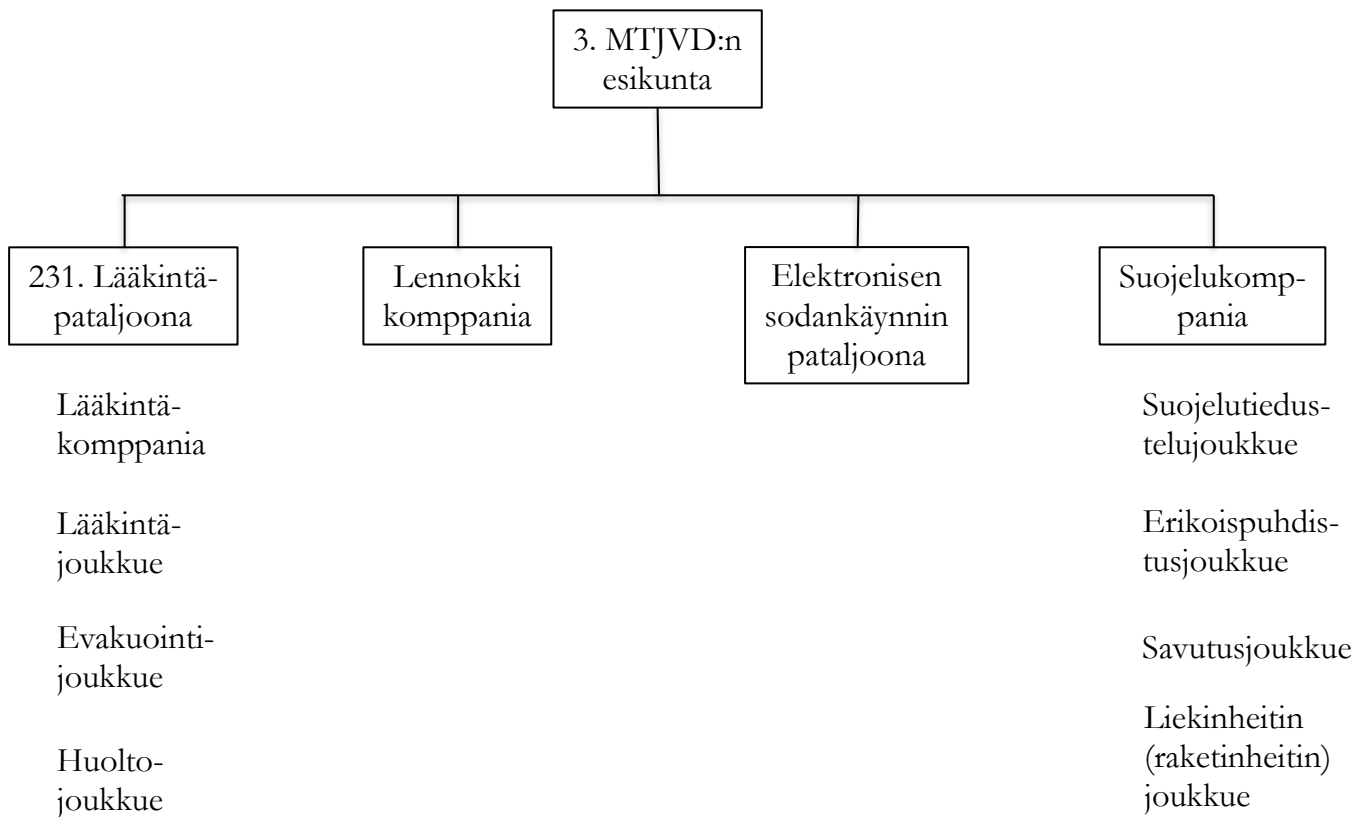 3. MTJVD:n
esikunta
231. Lääkintä-
pataljoona
Lennokki
komppania
Elektronisen
sodankäynnin
pataljoona
Suojelukomp-
pania
Lääkintä-
komppania
Lääkintä-
joukkue
Evakuointi-
joukkue
Huolto-
joukkue
Suojelutiedus-
telujoukkue
Erikoispuhdis-
tusjoukkue
Savutusjoukkue
Liekinheitin
(raketinheitin)
joukkue